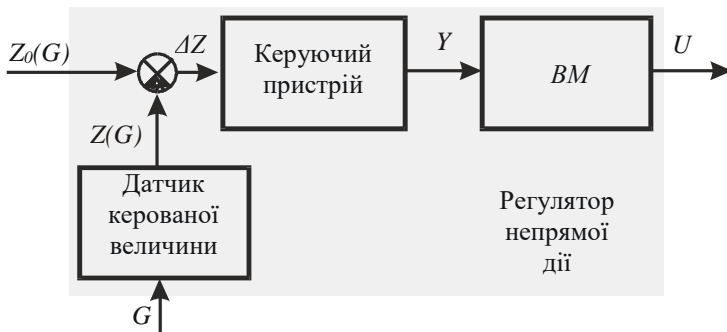 Z₀(G)
ΔZ
Керуючий
пристрій
Y
ВМ
U
Z(G)
Датчик
керованої
величини
Регулятор
непрямої
дії
G